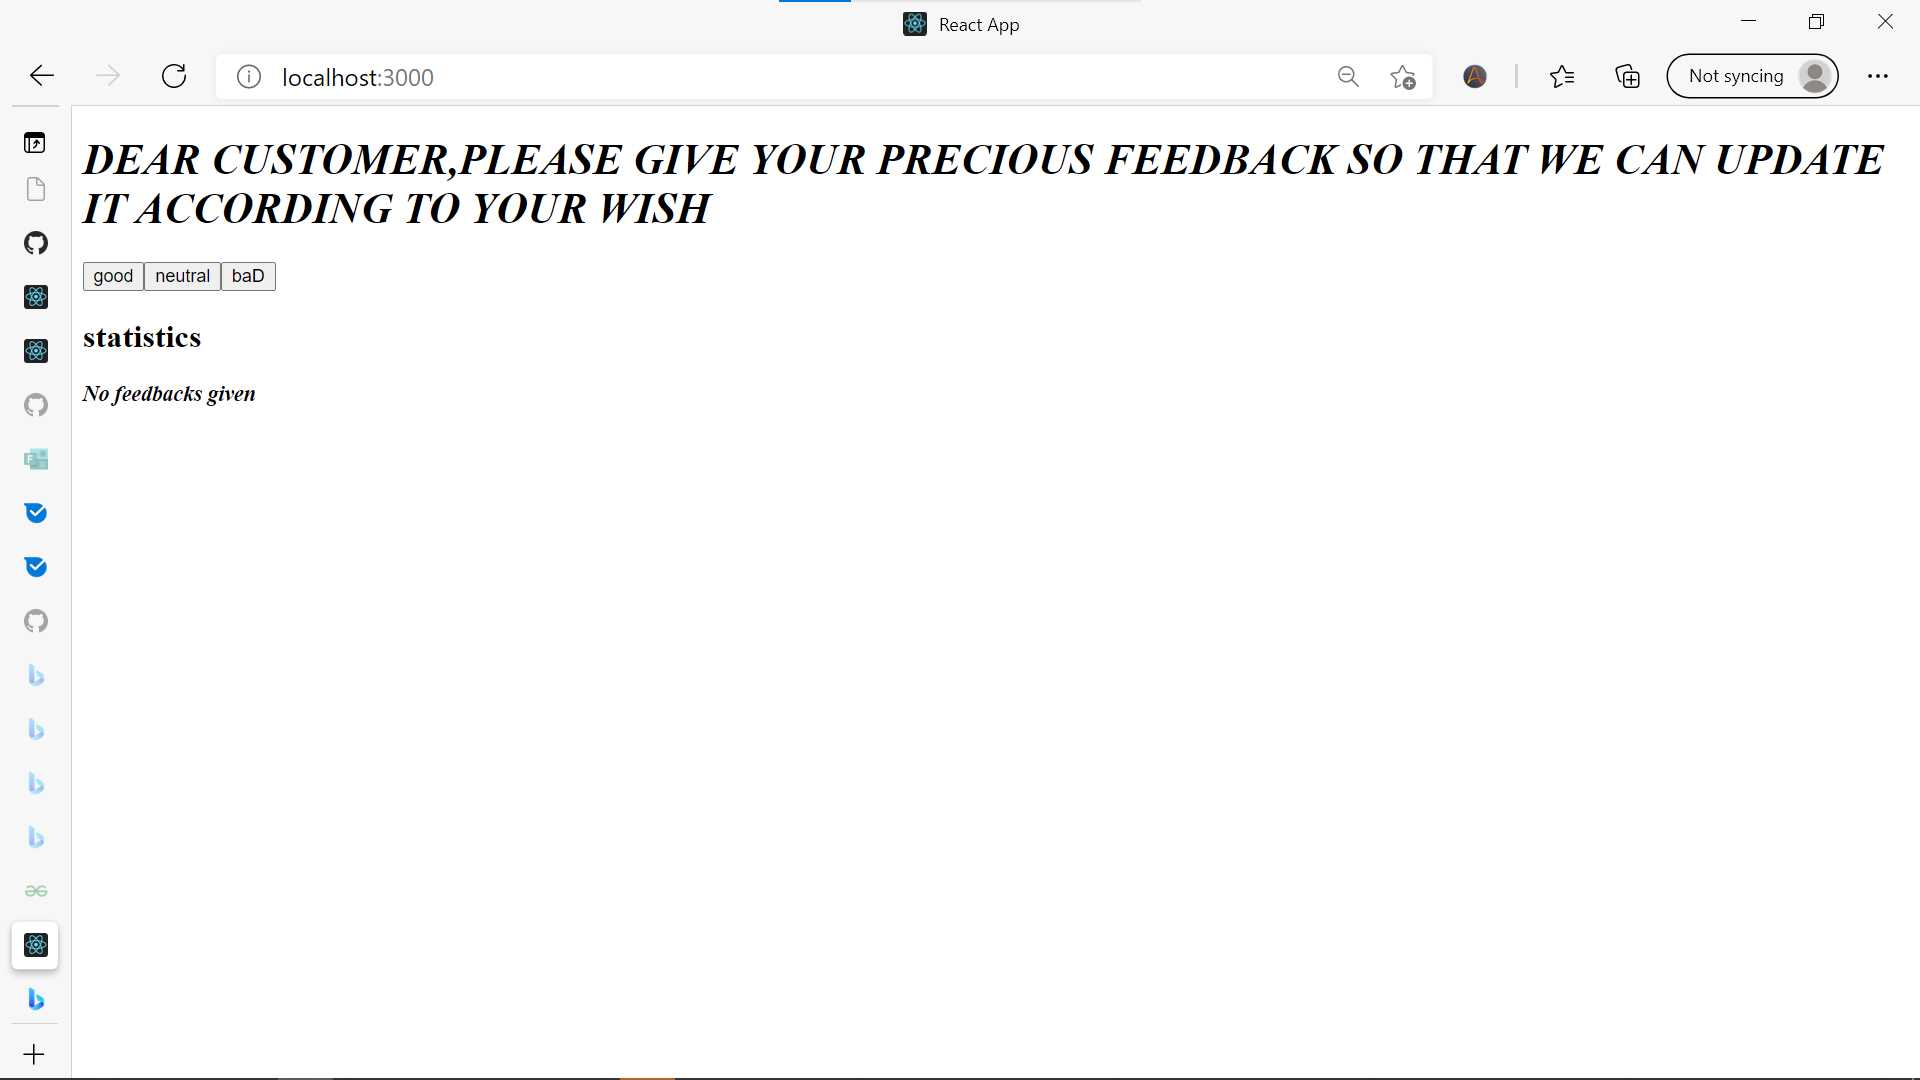 React App
localhost:3000
Not syncing
DEAR CUSTOMER,PLEASE GIVE YOUR PRECIOUS FEEDBACK SO THAT WE CAN UPDATE
IT ACCORDING TO YOUR WISH
good neutral baD
statistics
No feedbacks given